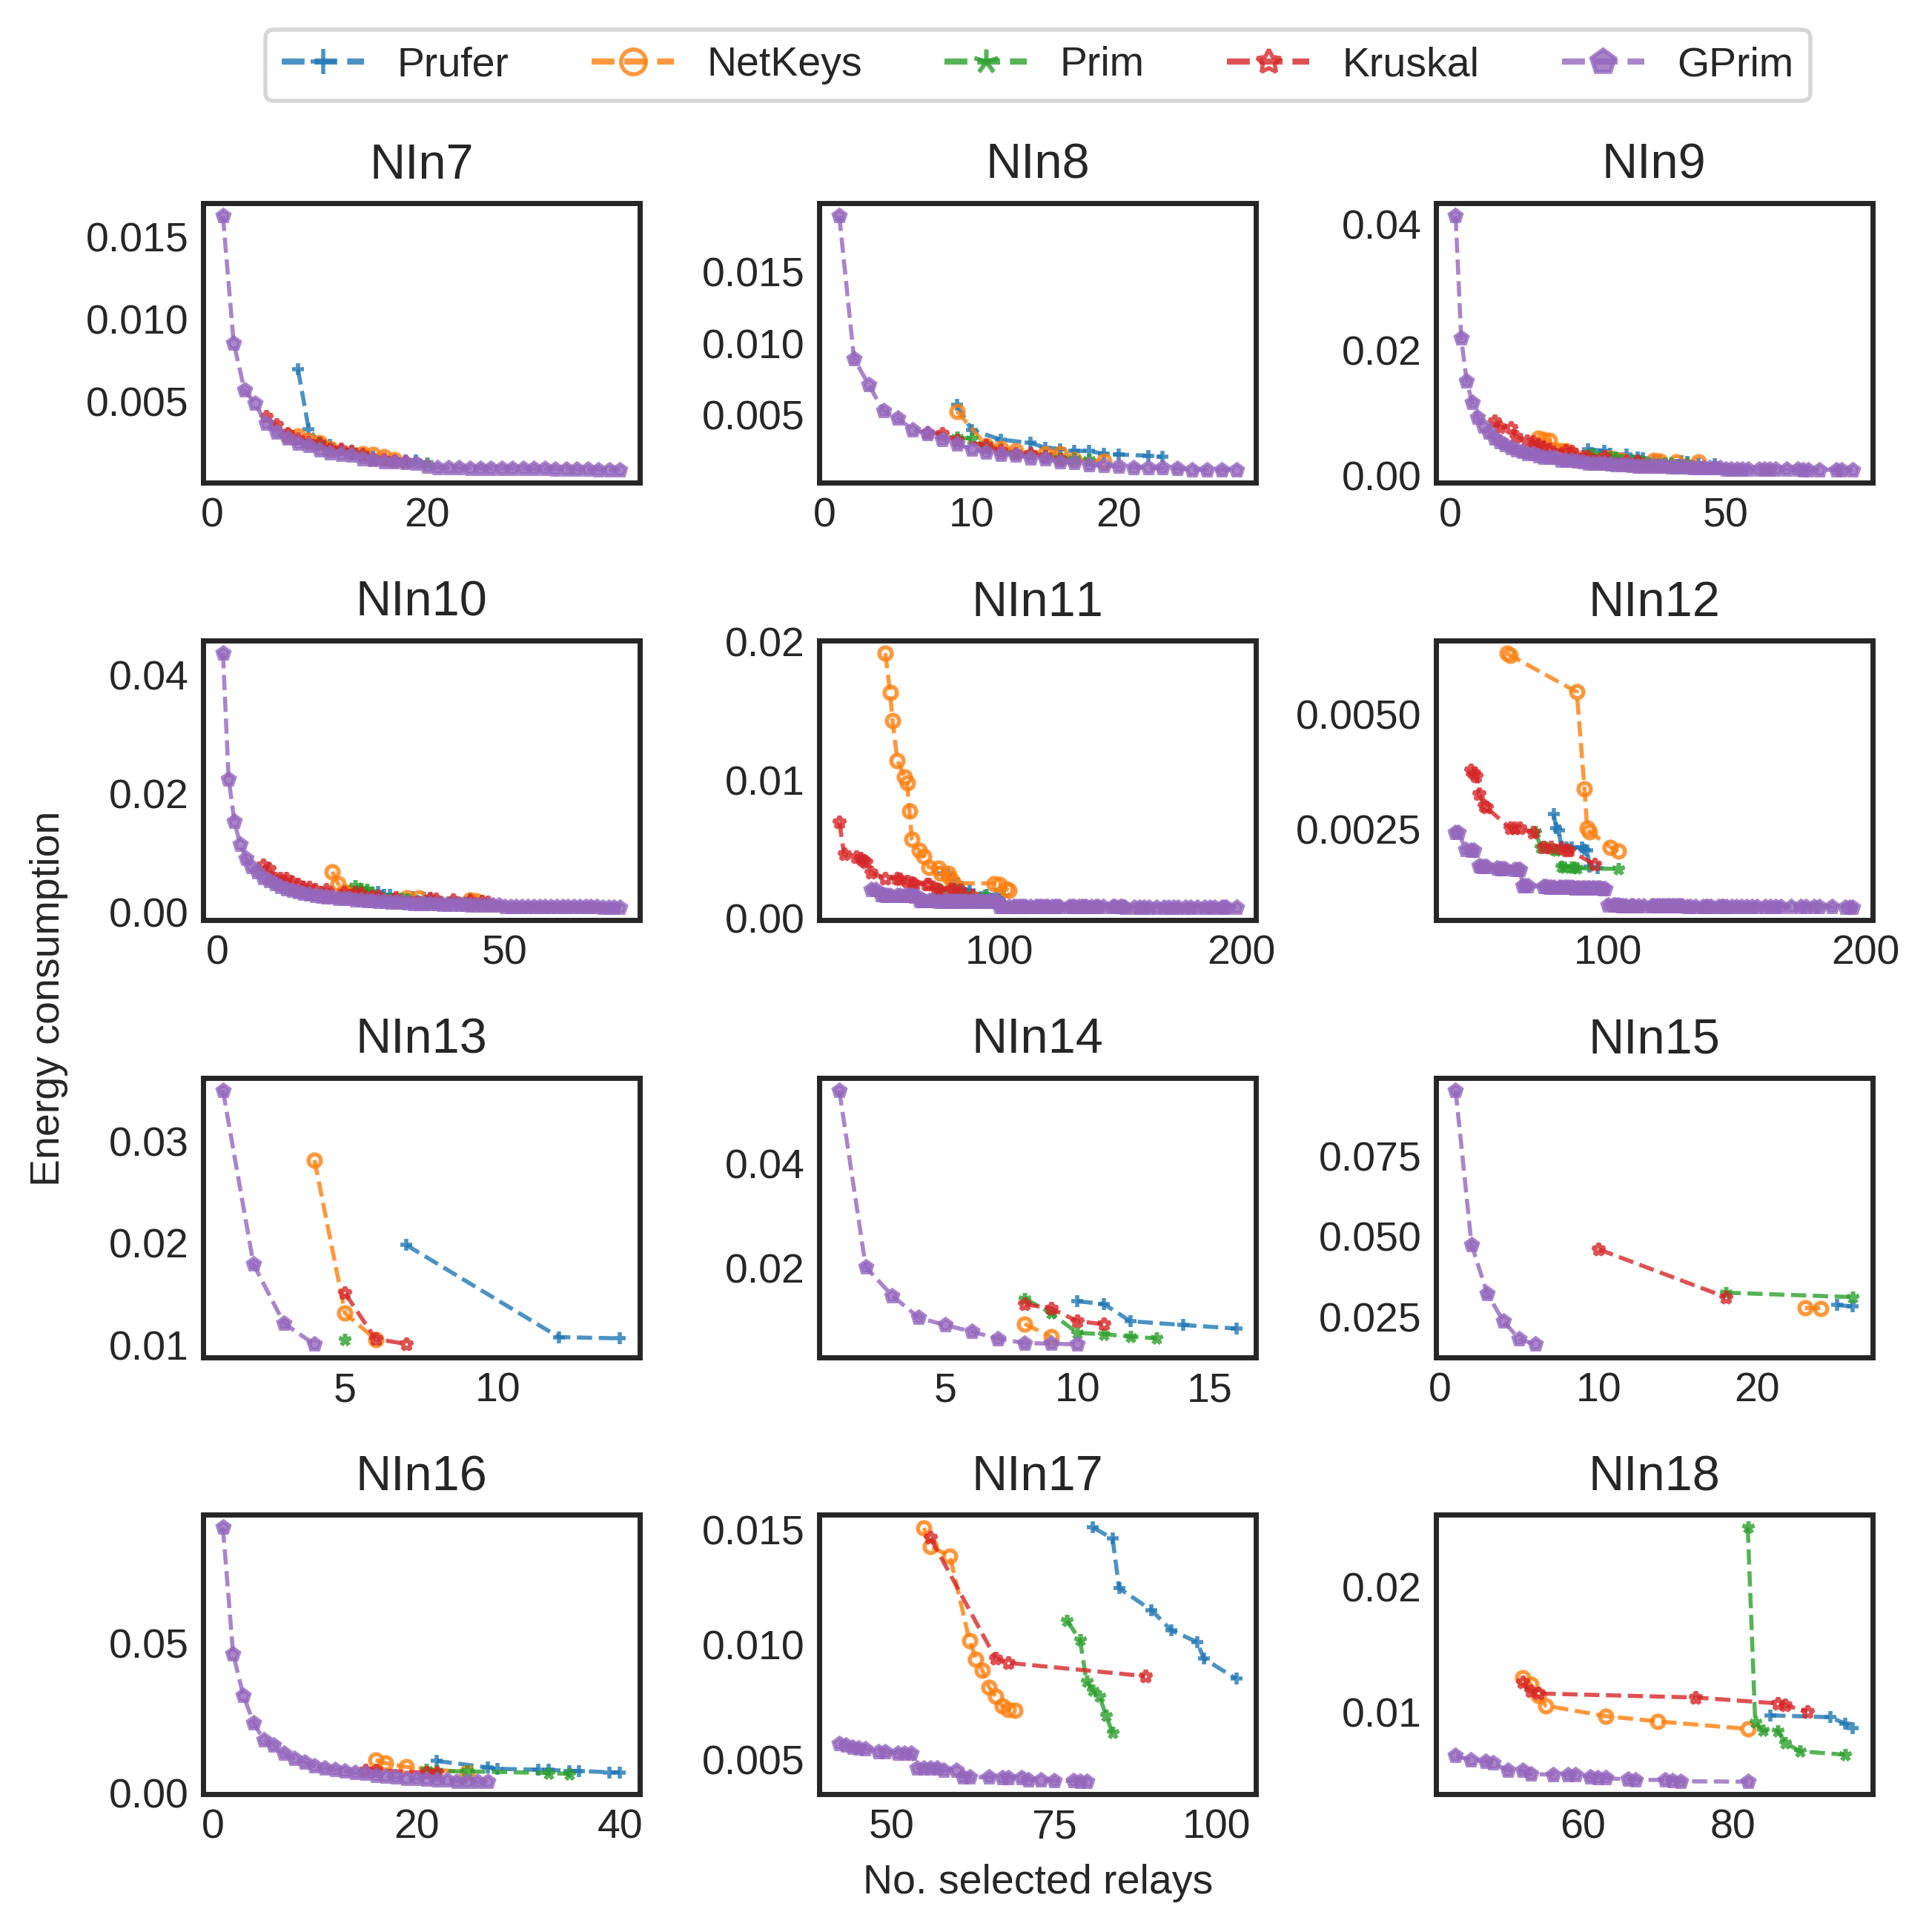 Prufer NetKeys Prim Kruskal GPrim
NIn7 NIn8 NIn9
0.015 0.010 0.005
0 20
0.015 0.010 0.005
0 10 20
0.04 0.02 0.00
0 50
NIn10 NIn11 NIn12
0.04 0.02 0.00
0 50
0.02 0.01 0.00
100 200
0.0050 0.0025
100 200
Energy consumption
NIn13 NIn14 NIn15
0.03 0.02 0.01
5 10
0.04 0.02
5 10 15
0.075 0.050 0.025
0 10 20
NIn16 NIn17 NIn18
0.05 0.00
0 20 40
0.015 0.010 0.005
50 75 100
0.02 0.01
60 80
No. selected relays